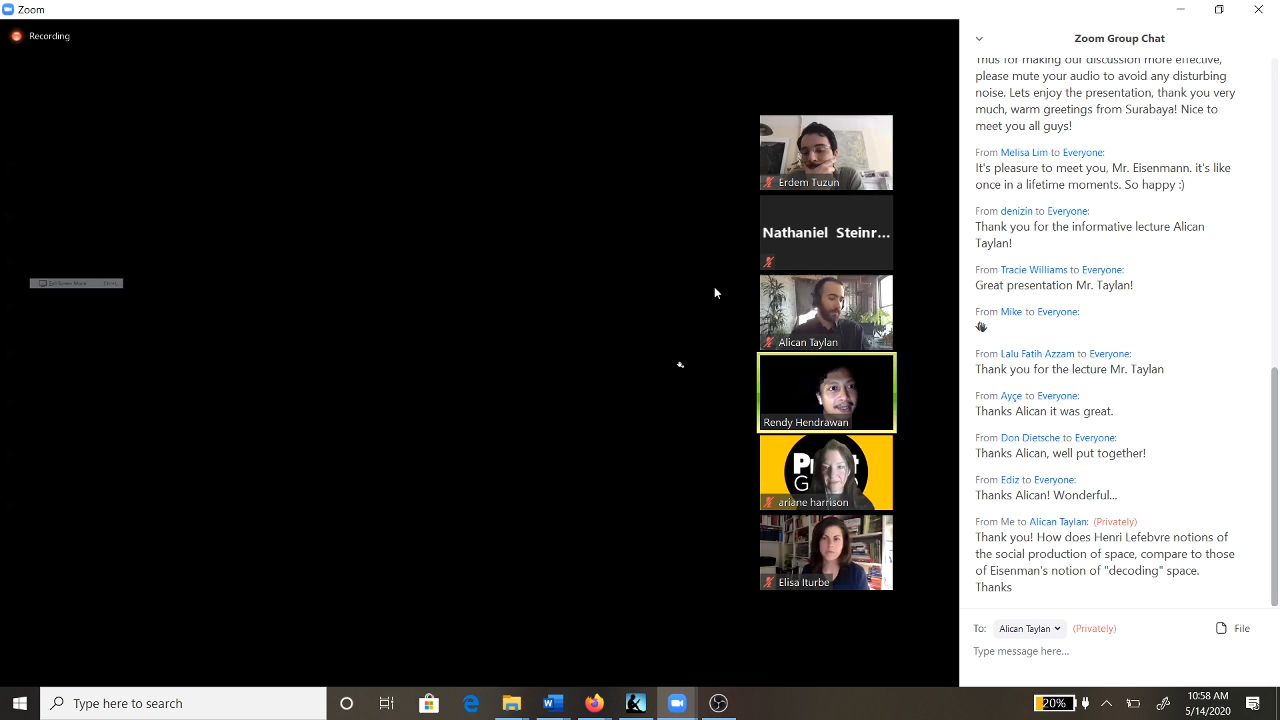 Zoom
Recording
Zoom Group Chat
Thus for making our discussion more effective,
please mute your audio to avoid any disturbing
noise. Lets enjoy the presentation, thank you very
much, warm greetings from Surabaya! Nice to
meet you all guys!
From Melisa Lim to Everyone:
It's pleasure to meet you, Mr. Eisenmann. it's like
once in a lifetime moments. So happy :)
From denizin to Everyone:
Thank you for the informative lecture Alican
Taylan!
From Tracie Williams to Everyone:
Great presentation Mr. Taylan!
From Mike to Everyone:
👋
From Lalu Fatih Azzam to Everyone:
Thank you for the lecture Mr. Taylan
From Ayçe to Everyone:
Thanks Alican it was great.
From Don Dietsche to Everyone:
Thanks Alican, well put together!
From Ediz to Everyone:
Thanks Alican! Wonderful...
From Me to Alican Taylan: (Privately)
Thank you! How does Henri Lefebvre notions of
the social production of space, compare to those
of Eisenman's notion of "decoding" space.
Thanks
To: Alican Taylan (Privately) File
Type message here...
Erdem Tuzun
Nathaniel Steinr...
Alican Taylan
Rendy Hendrawan
ariane harrison
Elisa Iturbe
Type here to search
20%
10:58 AM
5/14/2020